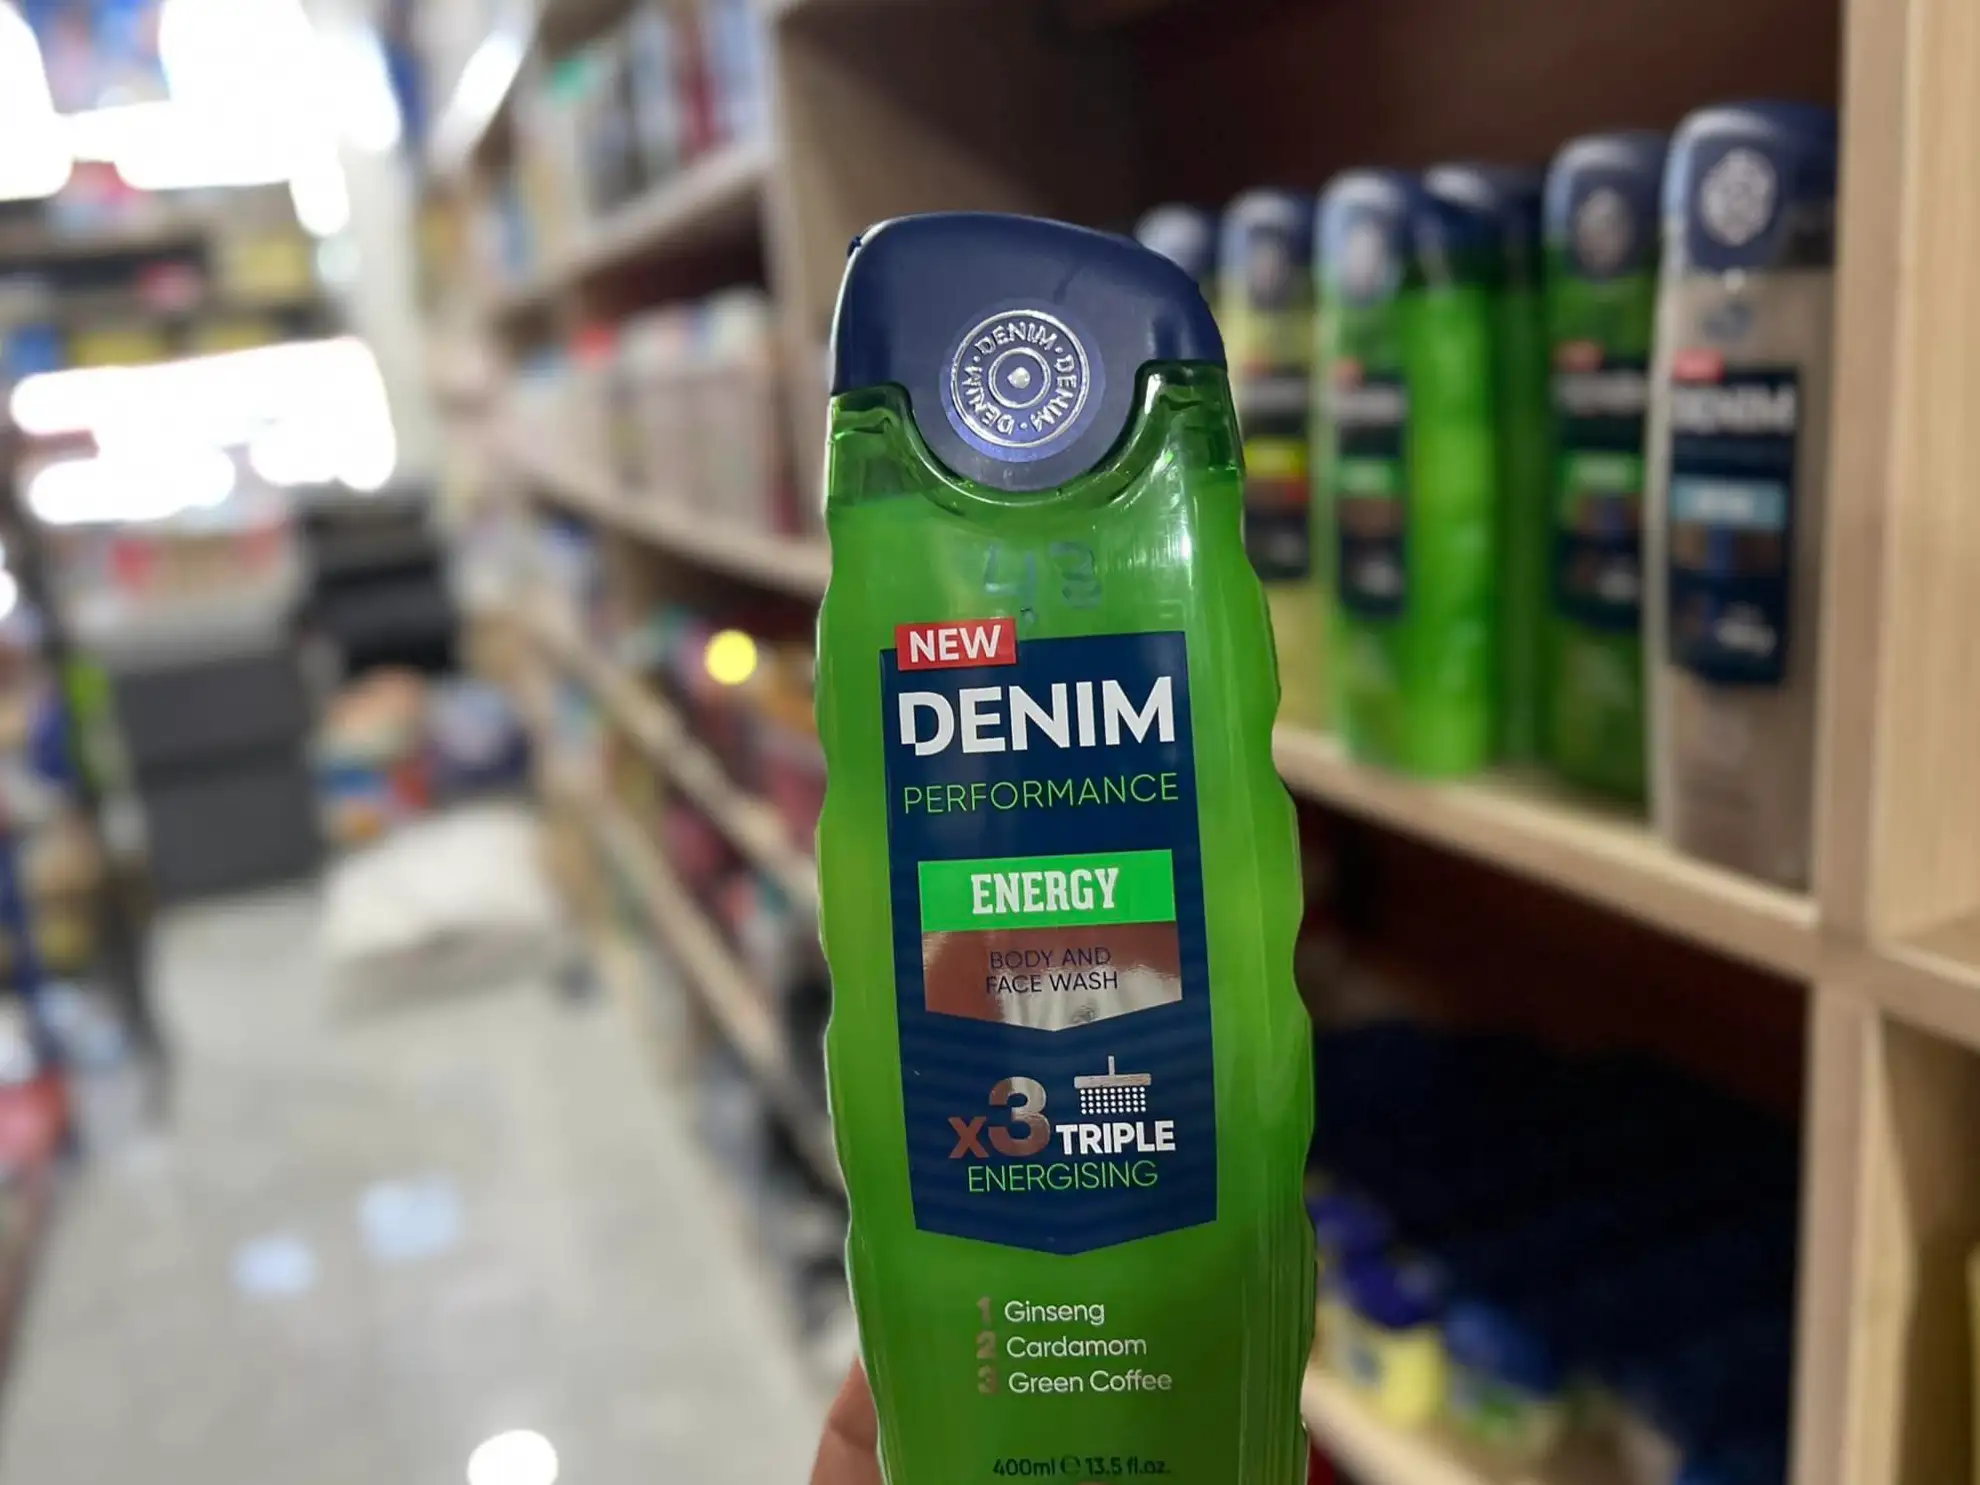 DENIM · DENIM · DENIM ·
NEW
DENIM
PERFORMANCE
ENERGY
BODY AND
FACE WASH
x3 TRIPLE
ENERGISING
1 Ginseng
2 Cardamom
3 Green Coffee
400ml ℮ 13.5 fl.oz.
DENIM